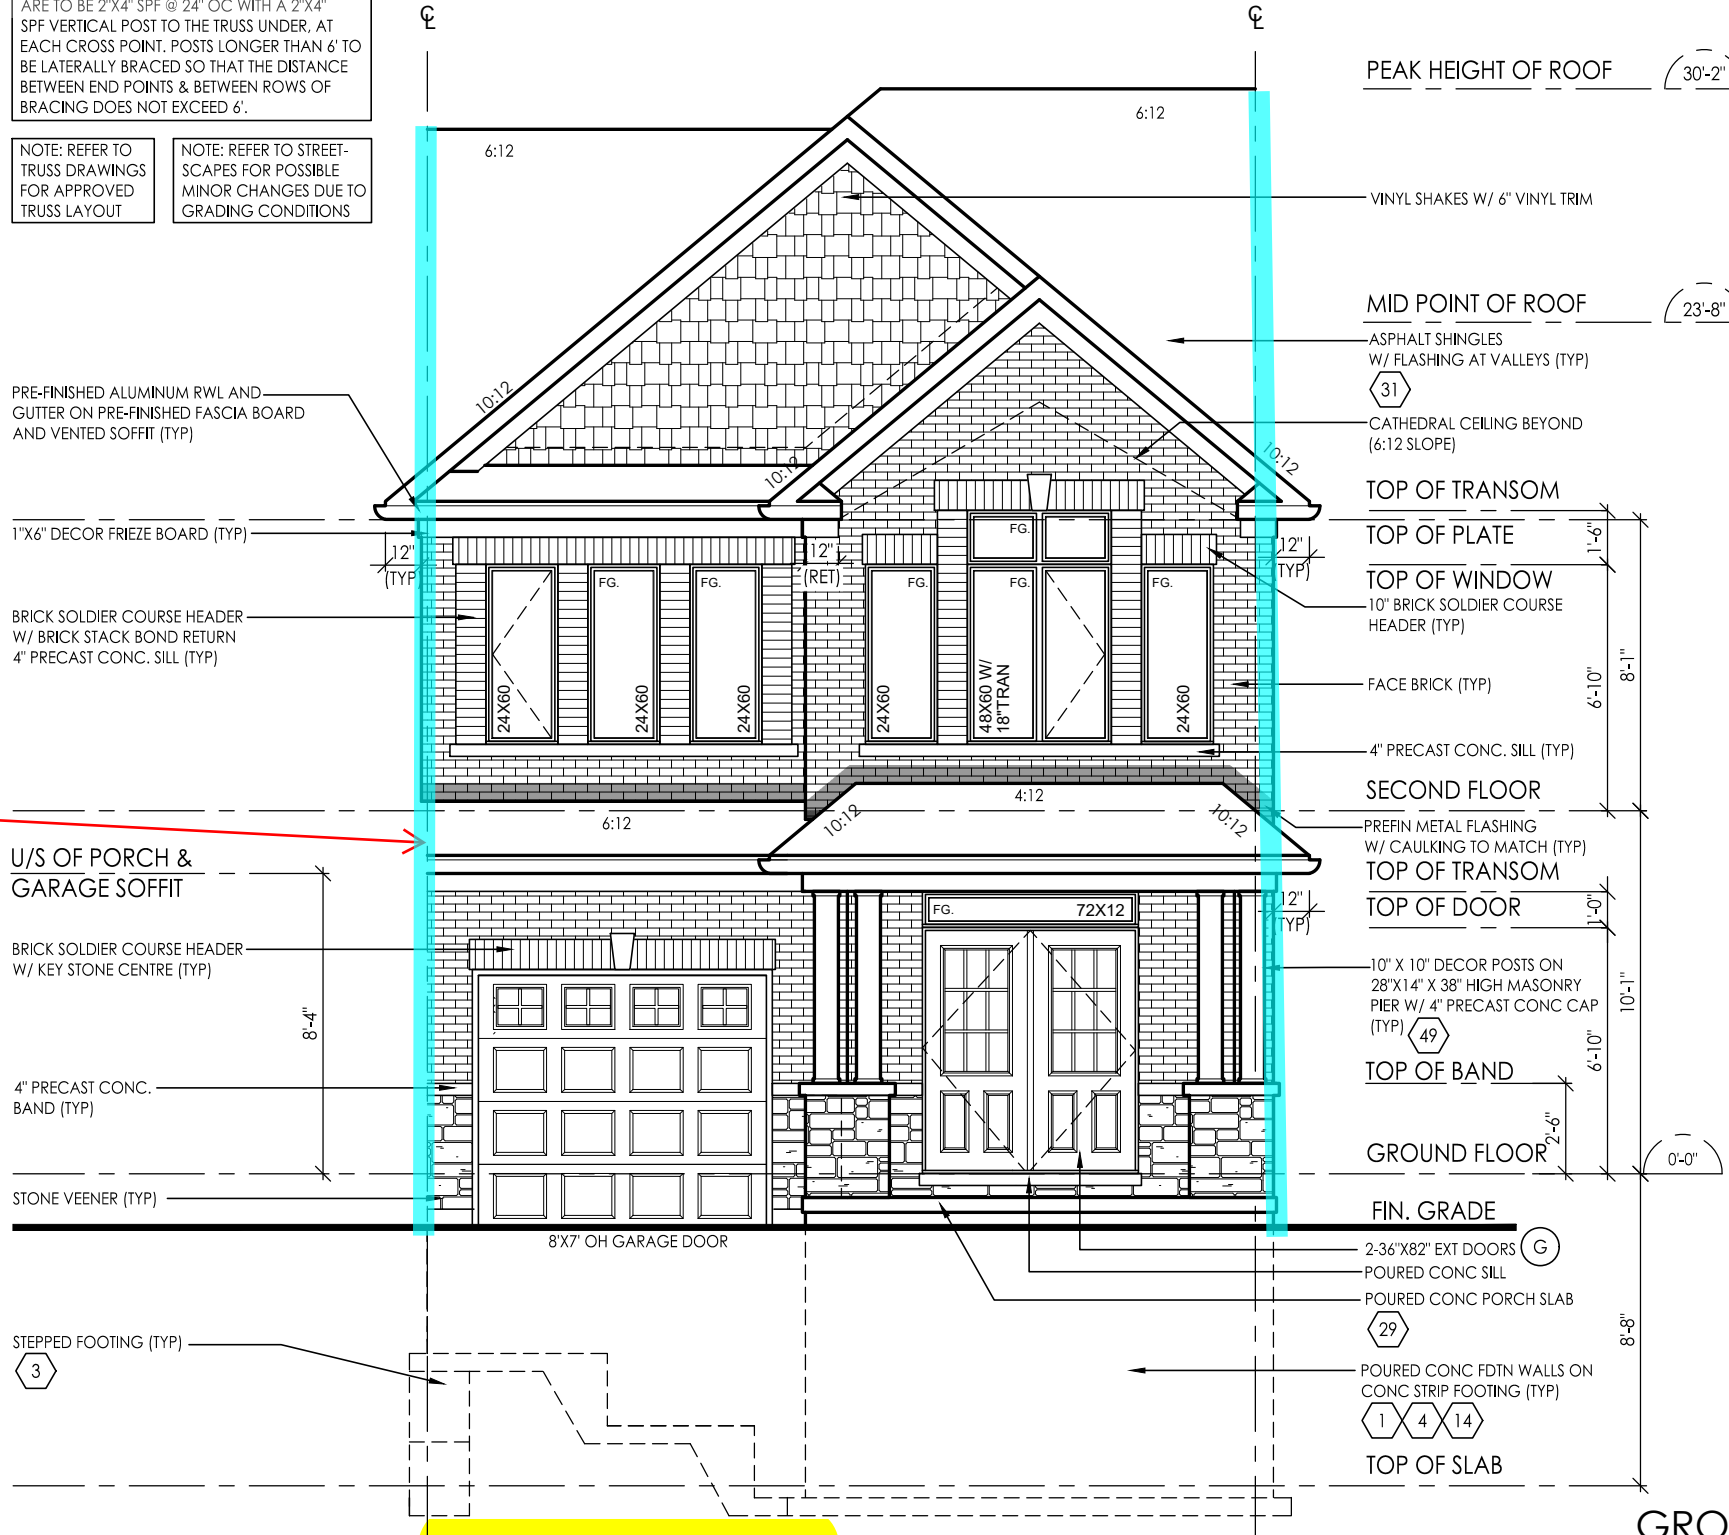 ARE TO BE 2"X4" SPF @ 24" OC WITH A 2"X4"
SPF VERTICAL POST TO THE TRUSS UNDER, AT
EACH CROSS POINT. POSTS LONGER THAN 6' TO
BE LATERALLY BRACED SO THAT THE DISTANCE
BETWEEN END POINTS & BETWEEN ROWS OF
BRACING DOES NOT EXCEED 6'.
NOTE: REFER TO
TRUSS DRAWINGS
FOR APPROVED
TRUSS LAYOUT
NOTE: REFER TO STREET-
SCAPES FOR POSSIBLE
MINOR CHANGES DUE TO
GRADING CONDITIONS
PRE-FINISHED ALUMINUM RWL AND
GUTTER ON PRE-FINISHED FASCIA BOARD
AND VENTED SOFFIT (TYP)
1"X6" DECOR FRIEZE BOARD (TYP)
BRICK SOLDIER COURSE HEADER
W/ BRICK STACK BOND RETURN
4" PRECAST CONC. SILL (TYP)
U/S OF PORCH &
GARAGE SOFFIT
BRICK SOLDIER COURSE HEADER
W/ KEY STONE CENTRE (TYP)
8'-4"
4" PRECAST CONC.
BAND (TYP)
STONE VEENER (TYP)
STEPPED FOOTING (TYP)
3
℄
℄
6:12
6:12
10:12
10:12
10:12
12"
(TYP)
12"
(RET)
12"
(TYP)
FG.
FG.
FG.
FG.
FG.
FG.
24X60
24X60
24X60
24X60
48X60 W/
18"TRAN
24X60
6:12
10:12
4:12
10:12
FG.
72X12
12"
(TYP)
8'X7' OH GARAGE DOOR
PEAK HEIGHT OF ROOF
30'-2"
VINYL SHAKES W/ 6" VINYL TRIM
MID POINT OF ROOF
23'-8"
ASPHALT SHINGLES
W/ FLASHING AT VALLEYS (TYP)
31
CATHEDRAL CEILING BEYOND
(6:12 SLOPE)
TOP OF TRANSOM
TOP OF PLATE
1'-6"
TOP OF WINDOW
10" BRICK SOLDIER COURSE
HEADER (TYP)
FACE BRICK (TYP)
6'-10"
8'-1"
4" PRECAST CONC. SILL (TYP)
SECOND FLOOR
PREFIN METAL FLASHING
W/ CAULKING TO MATCH (TYP)
TOP OF TRANSOM
TOP OF DOOR
1'-0"
10" X 10" DECOR POSTS ON
28"X14" X 38" HIGH MASONRY
PIER W/ 4" PRECAST CONC CAP
(TYP)
49
6'-10"
10'-1"
TOP OF BAND
2'-6"
GROUND FLOOR
0'-0"
FIN. GRADE
2-36"X82" EXT DOORS
G
POURED CONC SILL
POURED CONC PORCH SLAB
29
8'-8"
POURED CONC FDTN WALLS ON
CONC STRIP FOOTING (TYP)
1 4 14
TOP OF SLAB
GRO